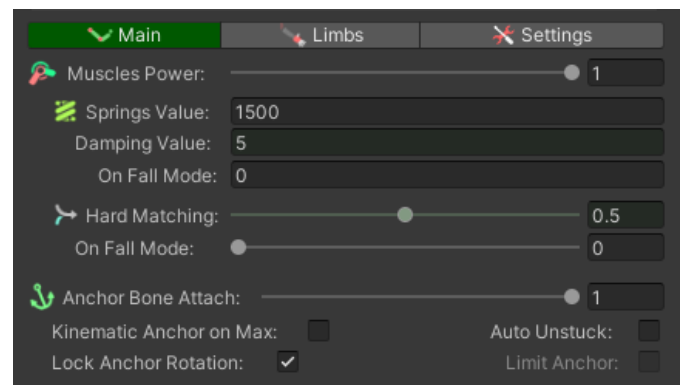 Main Limbs Settings
Muscles Power: 1
Springs Value: 1500
Damping Value: 5
On Fall Mode: 0
Hard Matching: 0.5
On Fall Mode: 0
Anchor Bone Attach: 1
Kinematic Anchor on Max: Auto Unstuck:
Lock Anchor Rotation: Limit Anchor: